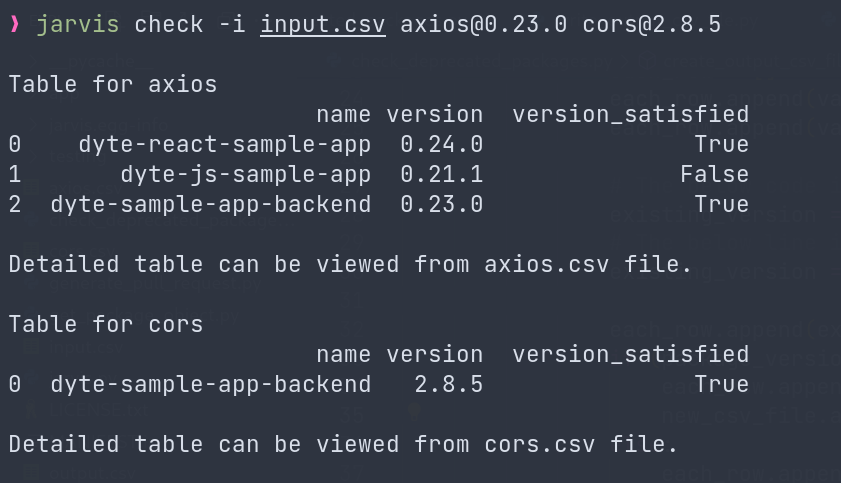 ❯ jarvis check -i input.csv axios@0.23.0 cors@2.8.5
Table for axios
name version version_satisfied
0 dyte-react-sample-app 0.24.0 True
1 dyte-js-sample-app 0.21.1 False
2 dyte-sample-app-backend 0.23.0 True
Detailed table can be viewed from axios.csv file.
Table for cors
name version version_satisfied
0 dyte-sample-app-backend 2.8.5 True
Detailed table can be viewed from cors.csv file.